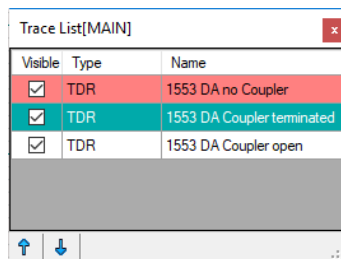 Trace List[MAIN]
x
Visible Type Name
TDR 1553 DA no Coupler
TDR 1553 DA Coupler terminated
TDR 1553 DA Coupler open